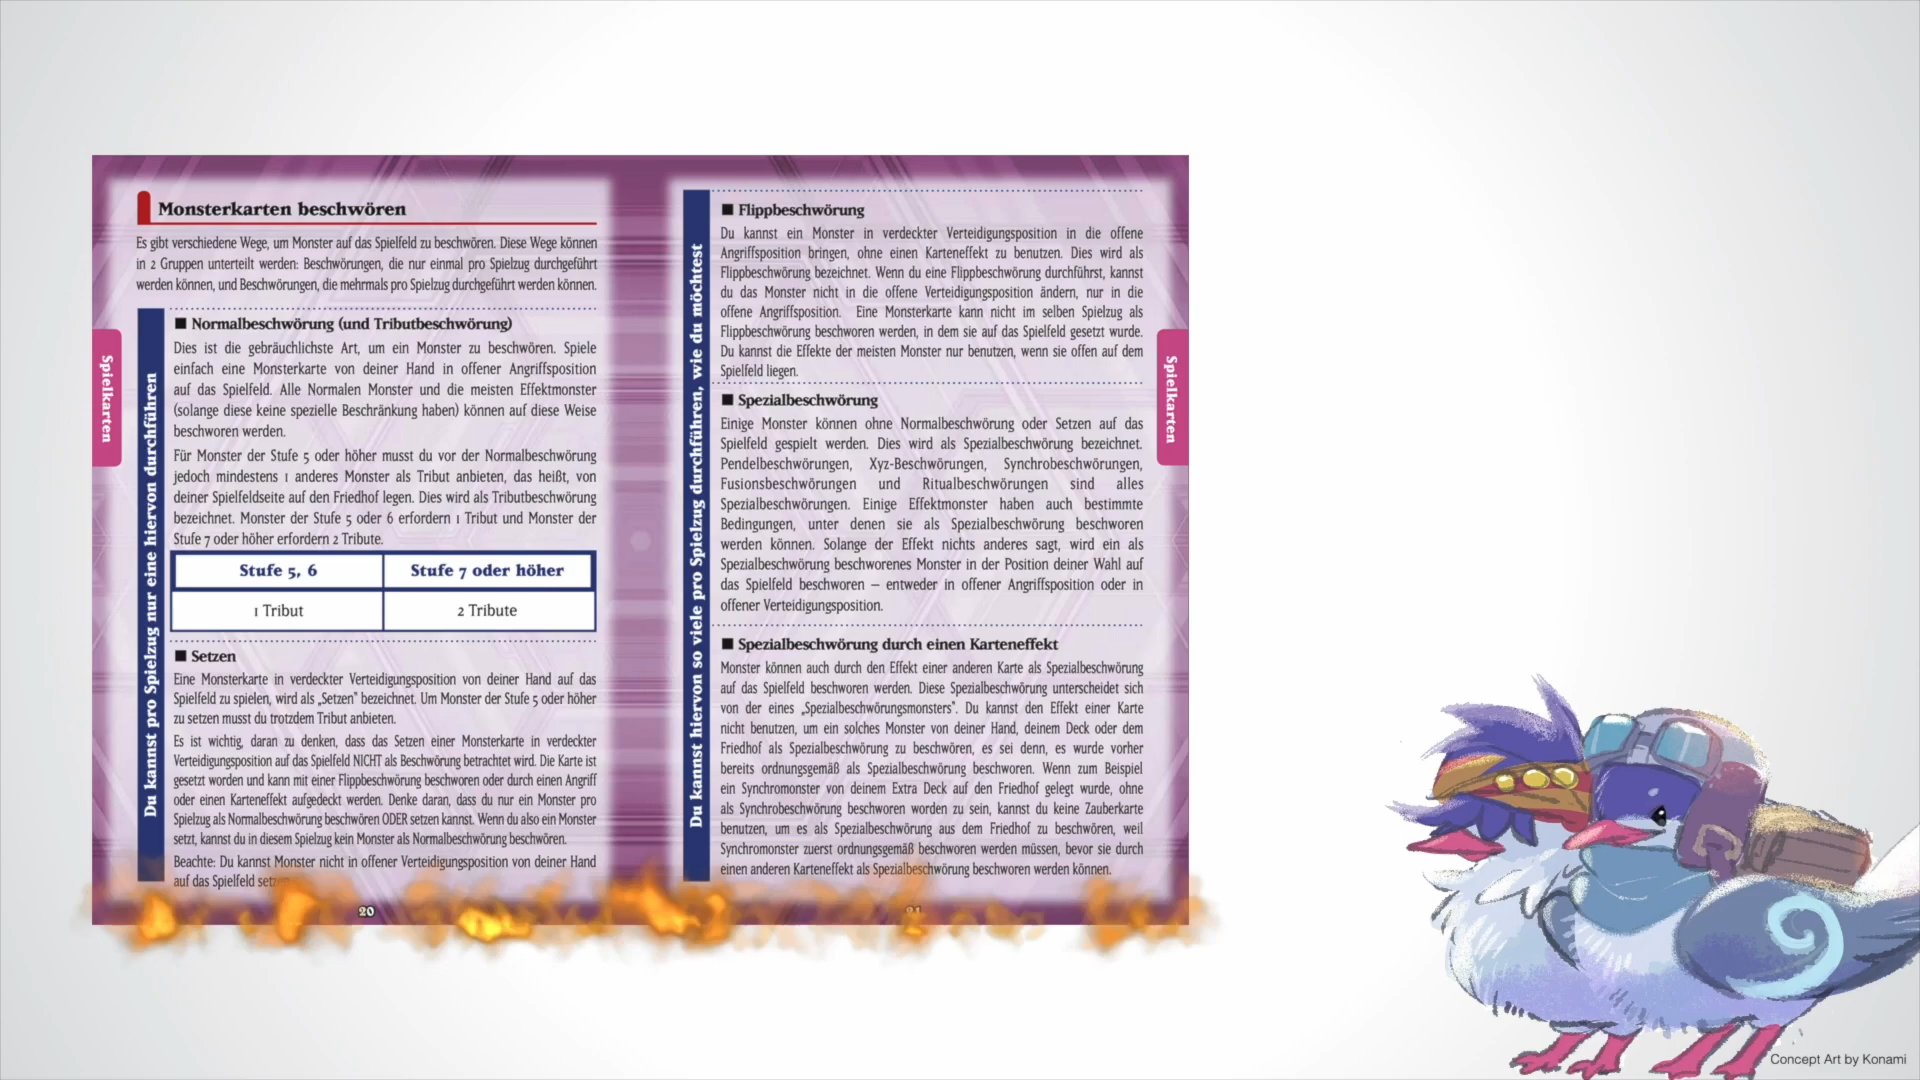 Monsterkarten beschwören
Es gibt verschiedene Wege, um Monster auf das Spielfeld zu beschwören. Diese Wege können
in 2 Gruppen unterteilt werden: Beschwörungen, die nur einmal pro Spielzug durchgeführt
werden können, und Beschwörungen, die mehrmals pro Spielzug durchgeführt werden können.
Spielkarten
Du kannst pro Spielzug nur eine hiervon durchführen
■ Normalbeschwörung (und Tributbeschwörung)
Dies ist die gebräuchlichste Art, um ein Monster zu beschwören. Spiele
einfach eine Monsterkarte von deiner Hand in offener Angriffsposition
auf das Spielfeld. Alle Normalen Monster und die meisten Effektmonster
(solange diese keine spezielle Beschränkung haben) können auf diese Weise
beschworen werden.
Für Monster der Stufe 5 oder höher musst du vor der Normalbeschwörung
jedoch mindestens 1 anderes Monster als Tribut anbieten, das heißt, von
deiner Spielfeldseite auf den Friedhof legen. Dies wird als Tributbeschwörung
bezeichnet. Monster der Stufe 5 oder 6 erfordern 1 Tribut und Monster der
Stufe 7 oder höher erfordern 2 Tribute.
Stufe 5, 6 Stufe 7 oder höher
1 Tribut 2 Tribute
■ Setzen
Eine Monsterkarte in verdeckter Verteidigungsposition von deiner Hand auf das
Spielfeld zu spielen, wird als „Setzen" bezeichnet. Um Monster der Stufe 5 oder höher
zu setzen musst du trotzdem Tribut anbieten.
Es ist wichtig, daran zu denken, dass das Setzen einer Monsterkarte in verdeckter
Verteidigungsposition auf das Spielfeld NICHT als Beschwörung betrachtet wird. Die Karte ist
gesetzt worden und kann mit einer Flippbeschwörung beschworen oder durch einen Angriff
oder einen Karteneffekt aufgedeckt werden. Denke daran, dass du nur ein Monster pro
Spielzug als Normalbeschwörung beschwören ODER setzen kannst. Wenn du also ein Monster
setzt, kannst du in diesem Spielzug kein Monster als Normalbeschwörung beschwören.
Beachte: Du kannst Monster nicht in offener Verteidigungsposition von deiner Hand
auf das Spielfeld
20
Du kannst hiervon so viele pro Spielzug durchführen, wie du möchtest
■ Flippbeschwörung
Du kannst ein Monster in verdeckter Verteidigungsposition in die offene
Angriffsposition bringen, ohne einen Karteneffekt zu benutzen. Dies wird als
Flippbeschwörung bezeichnet. Wenn du eine Flippbeschwörung durchführst, kannst
du das Monster nicht in die offene Verteidigungsposition ändern, nur in die
offene Angriffsposition. Eine Monsterkarte kann nicht im selben Spielzug als
Flippbeschwörung beschworen werden, in dem sie auf das Spielfeld gesetzt wurde.
Du kannst die Effekte der meisten Monster nur benutzen, wenn sie offen auf dem
Spielfeld liegen.
■ Spezialbeschwörung
Einige Monster können ohne Normalbeschwörung oder Setzen auf das
Spielfeld gespielt werden. Dies wird als Spezialbeschwörung bezeichnet.
Pendelbeschwörungen, Xyz-Beschwörungen, Synchrobeschwörungen,
Fusionsbeschwörungen und Ritualbeschwörungen sind alles
Spezialbeschwörungen. Einige Effektmonster haben auch bestimmte
Bedingungen, unter denen sie als Spezialbeschwörung beschworen
werden können. Solange der Effekt nichts anderes sagt, wird ein als
Spezialbeschwörung beschworenes Monster in der Position deiner Wahl auf
das Spielfeld beschworen – entweder in offener Angriffsposition oder in
offener Verteidigungsposition.
■ Spezialbeschwörung durch einen Karteneffekt
Monster können auch durch den Effekt einer anderen Karte als Spezialbeschwörung
auf das Spielfeld beschworen werden. Diese Spezialbeschwörung unterscheidet sich
von der eines „Spezialbeschwörungsmonsters". Du kannst den Effekt einer Karte
nicht benutzen, um ein solches Monster von deiner Hand, deinem Deck oder dem
Friedhof als Spezialbeschwörung zu beschwören, es sei denn, es wurde vorher
bereits ordnungsgemäß als Spezialbeschwörung beschworen. Wenn zum Beispiel
ein Synchromonster von deinem Extra Deck auf den Friedhof gelegt wurde, ohne
als Synchrobeschwörung beschworen worden zu sein, kannst du keine Zauberkarte
benutzen, um es als Spezialbeschwörung aus dem Friedhof zu beschwören, weil
Synchromonster zuerst ordnungsgemäß beschworen werden müssen, bevor sie durch
einen anderen Karteneffekt als Spezialbeschwörung beschworen werden können.
21
Spielkarten
Concept Art by Konami